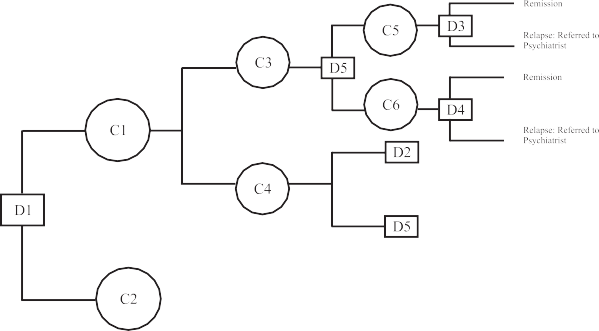 Remission
C5
D3
Relapse: Referred to
Psychiatrist
C3
D5
C6
D4
Remission
Relapse: Referred to
Psychiatrist
C1
D2
C4
D1
D5
C2